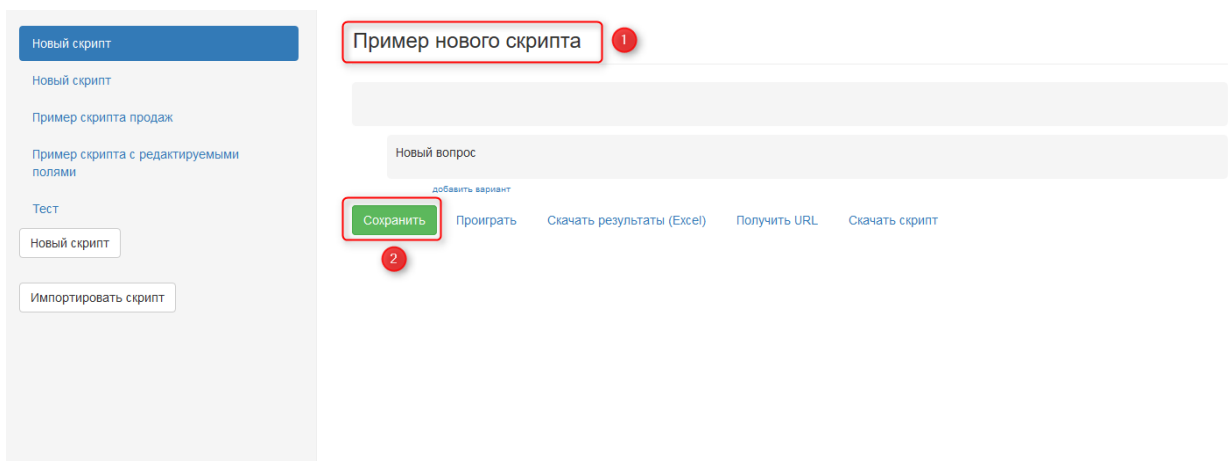 Новый скрипт
Новый скрипт
Пример скрипта продаж
Пример скрипта с редактируемыми
полями
Тест
Новый скрипт
Импортировать скрипт
Пример нового скрипта 1
Новый вопрос
добавить вариант
Сохранить Проиграть Скачать результаты (Excel) Получить URL Скачать скрипт
2